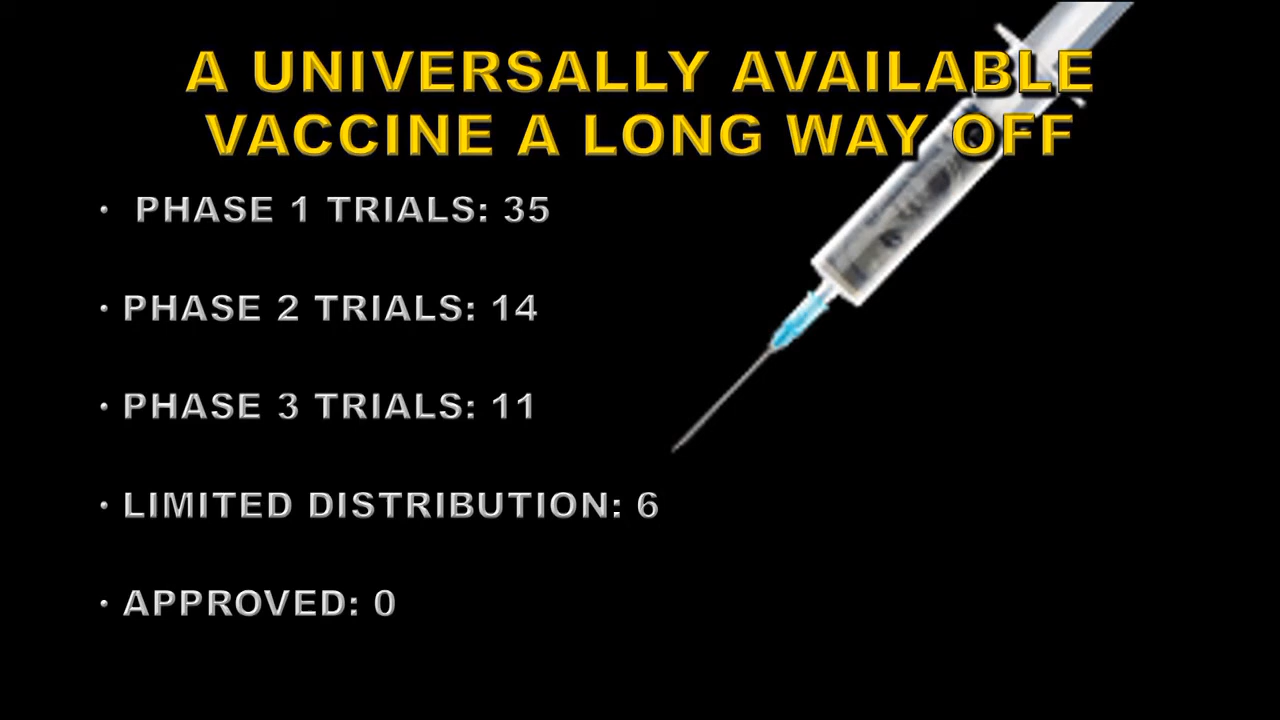 A UNIVERSALLY AVAILABLE
VACCINE A LONG WAY OFF
• PHASE 1 TRIALS: 35
• PHASE 2 TRIALS: 14
• PHASE 3 TRIALS: 11
• LIMITED DISTRIBUTION: 6
• APPROVED: 0